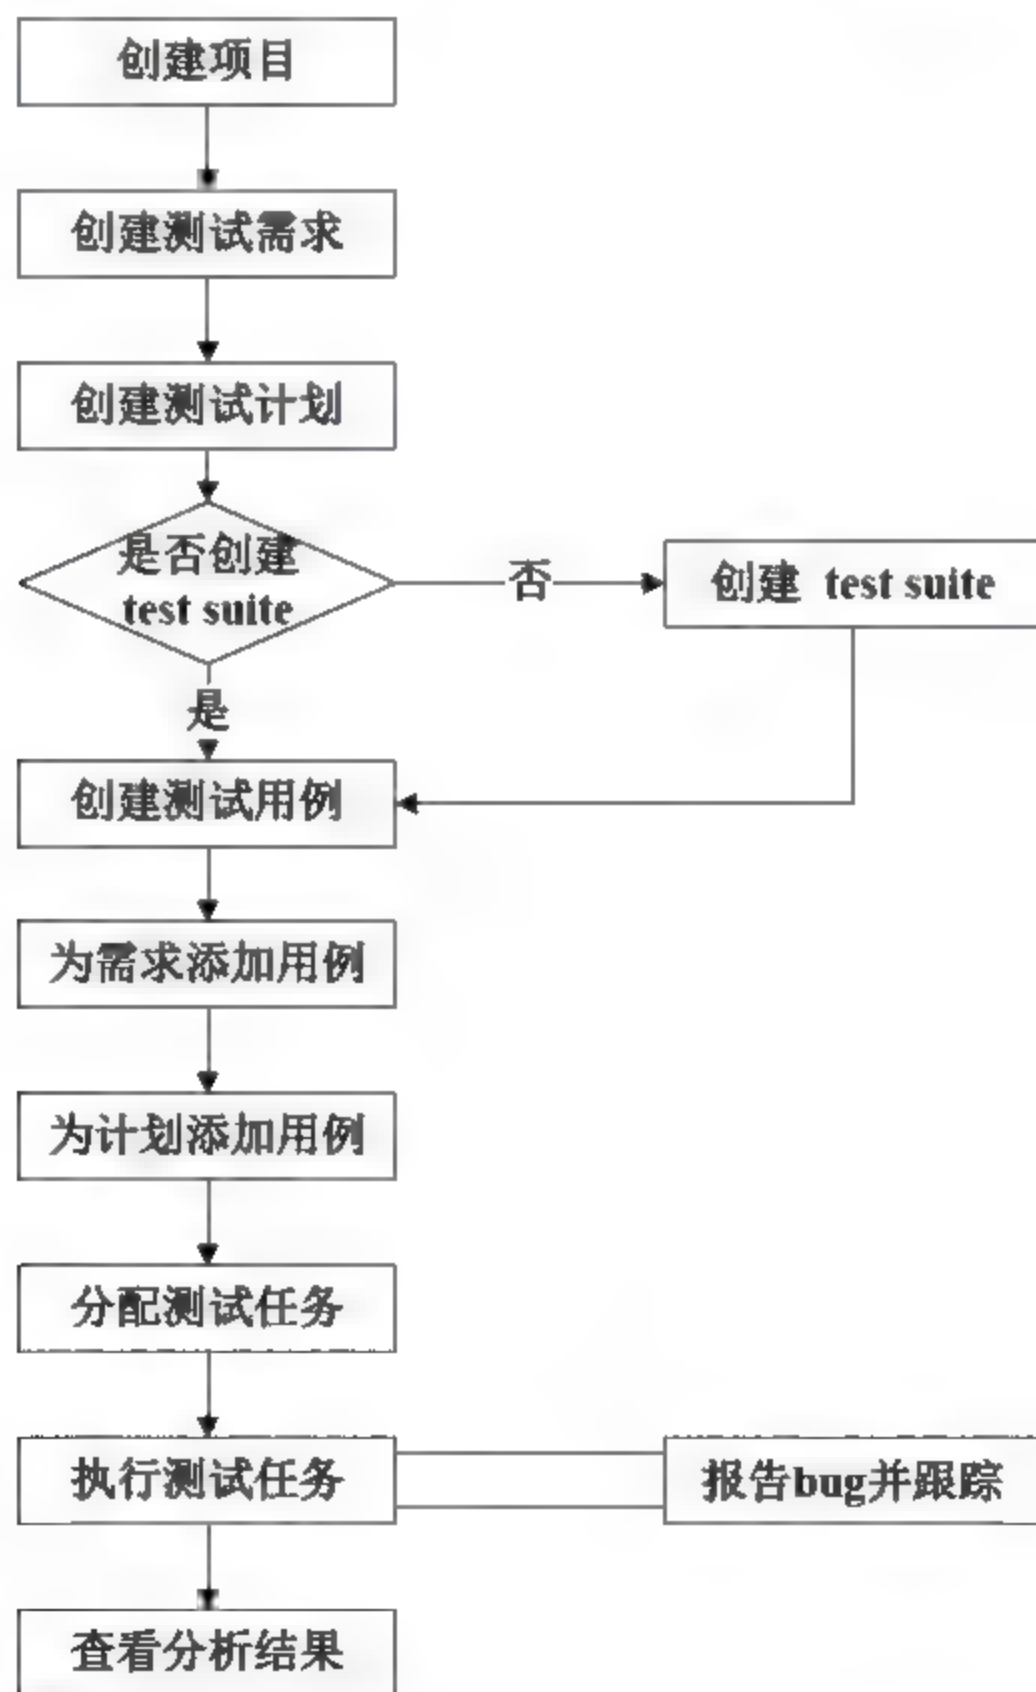 创建项目
创建测试需求
创建测试计划
是否创建
test suite
否
创建 test suite
是
创建测试用例
为需求添加用例
为计划添加用例
分配测试任务
执行测试任务
报告bug并跟踪
查看分析结果